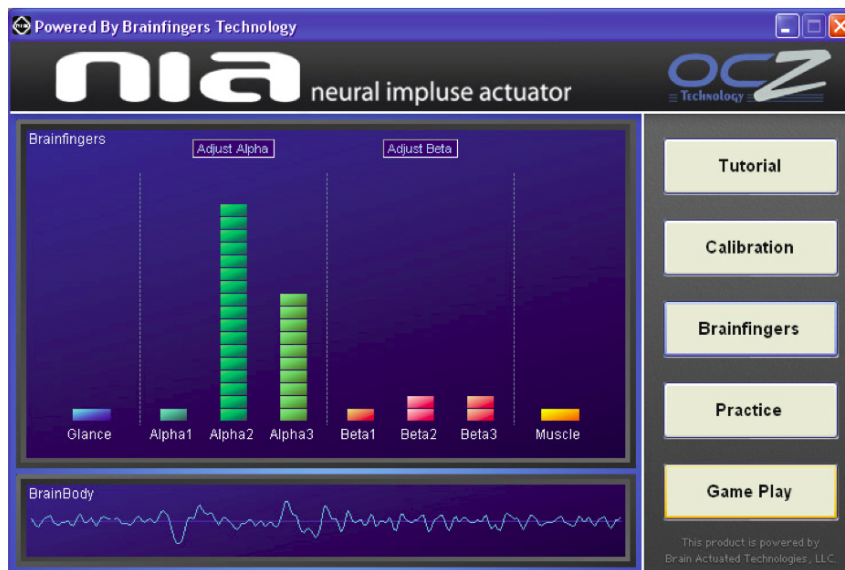 Powered By Brainfingers Technology
nia neural impluse actuator
OCZ
Technology
Brainfingers
Adjust Alpha
Adjust Beta
Glance Alpha1 Alpha2 Alpha3 Beta1 Beta2 Beta3 Muscle
BrainBody
Tutorial
Calibration
Brainfingers
Practice
Game Play
This product is powered by
Brain Actuated Technologies, LLC.